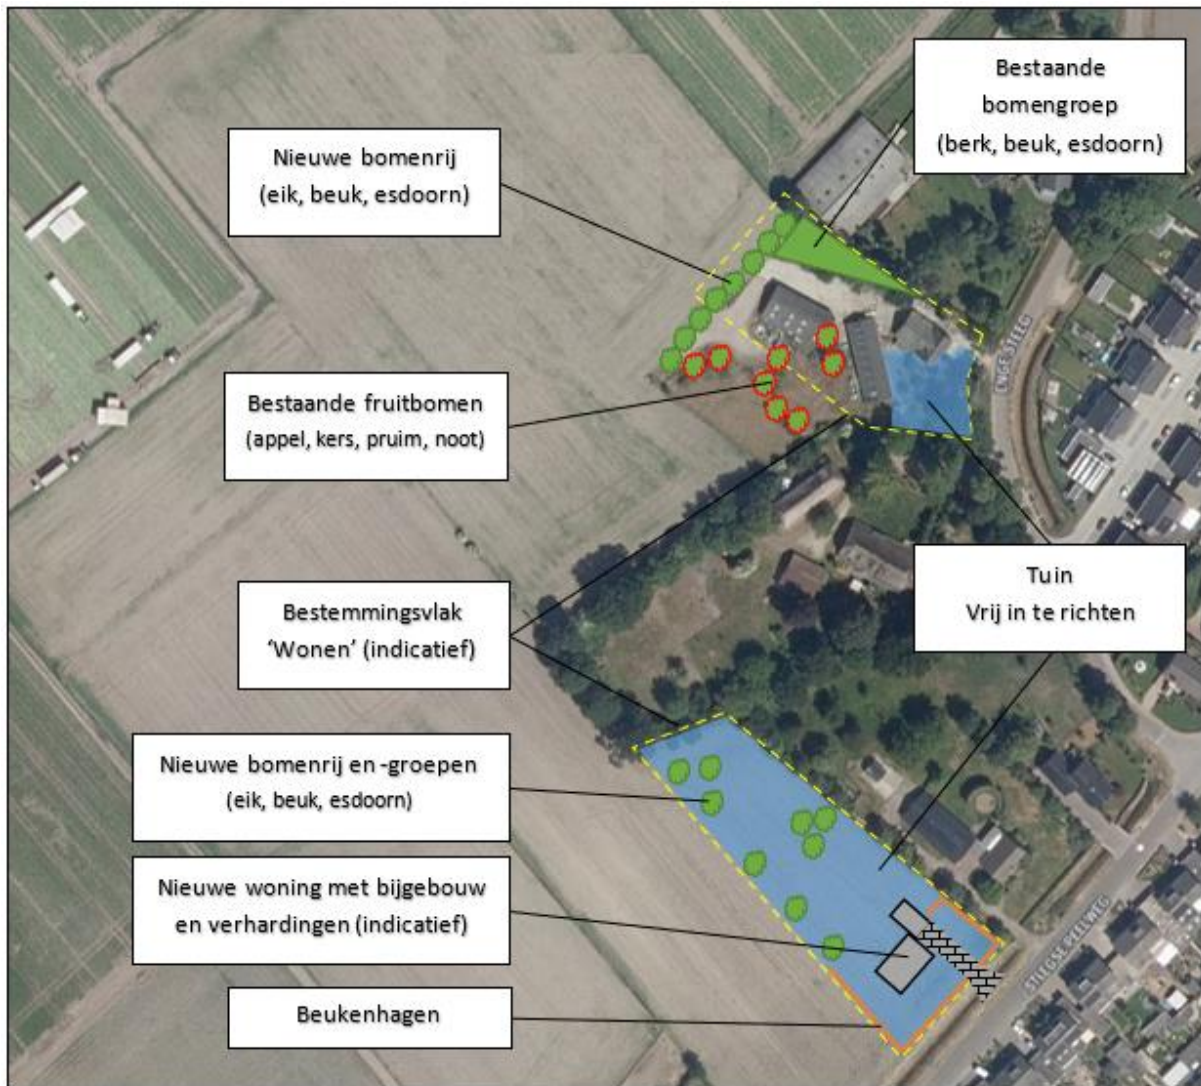 Bestaande
bomengroep
(berk, beuk, esdoorn)
Nieuwe bomenrij
(eik, beuk, esdoorn)
ENGE STEEG
Bestaande fruitbomen
(appel, kers, pruim, noot)
Tuin
Vrij in te richten
Bestemmingsvlak
‘Wonen’ (indicatief)
Nieuwe bomenrij en -groepen
(eik, beuk, esdoorn)
Nieuwe woning met bijgebouw
en verhardingen (indicatief)
STEEGSE PEELWEG
Beukenhagen